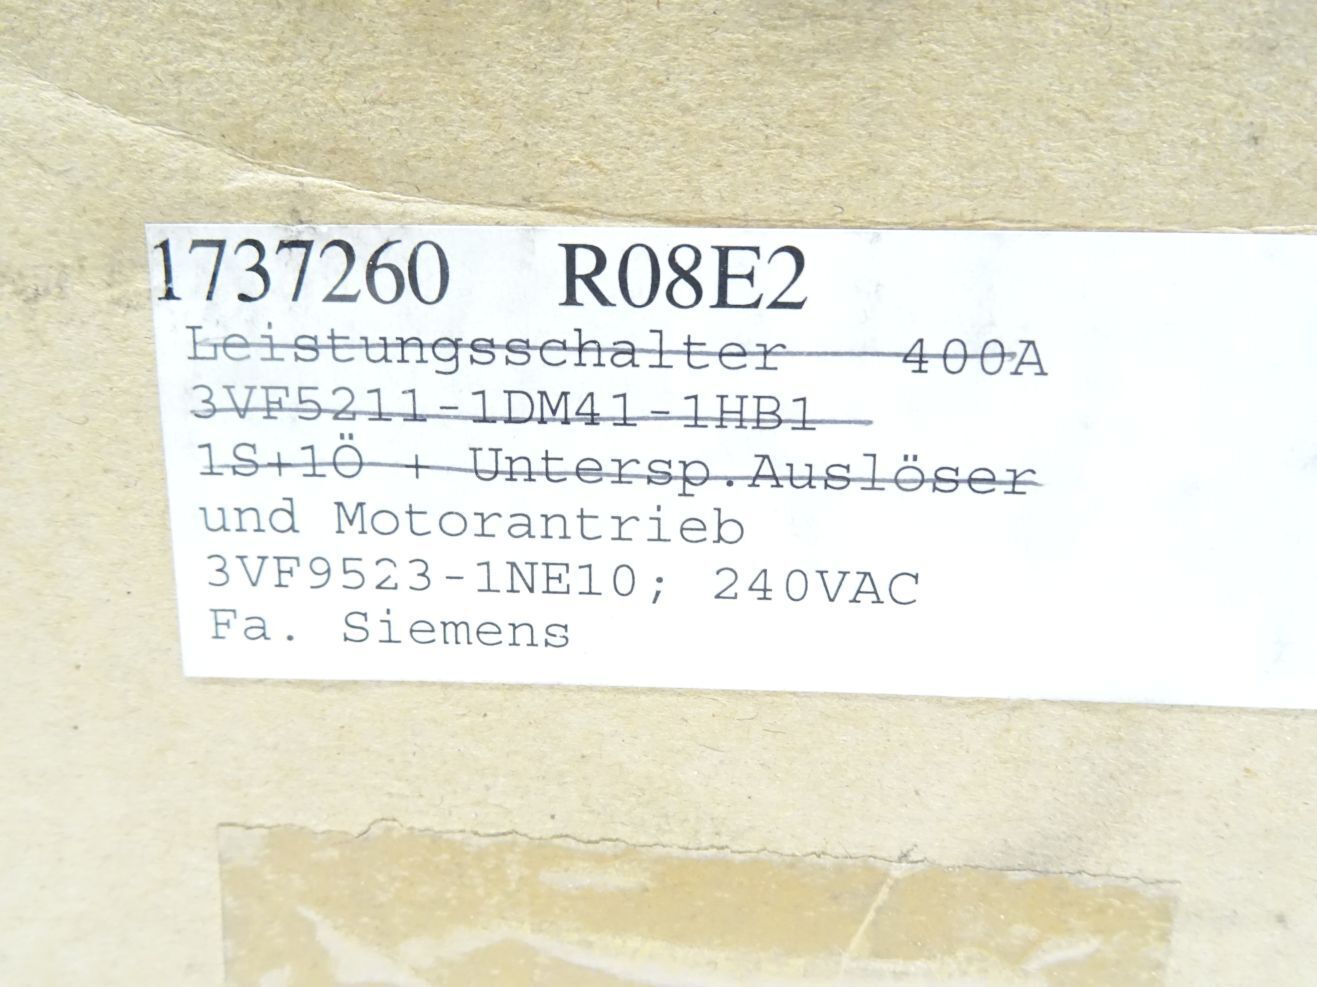 1737260 R08E2
Leistungsschalter 400A
3VF5211-1DM41-1HB1
1S+1Ö + Untersp.Auslöser
und Motorantrieb
3VF9523-1NE10; 240VAC
Fa. Siemens